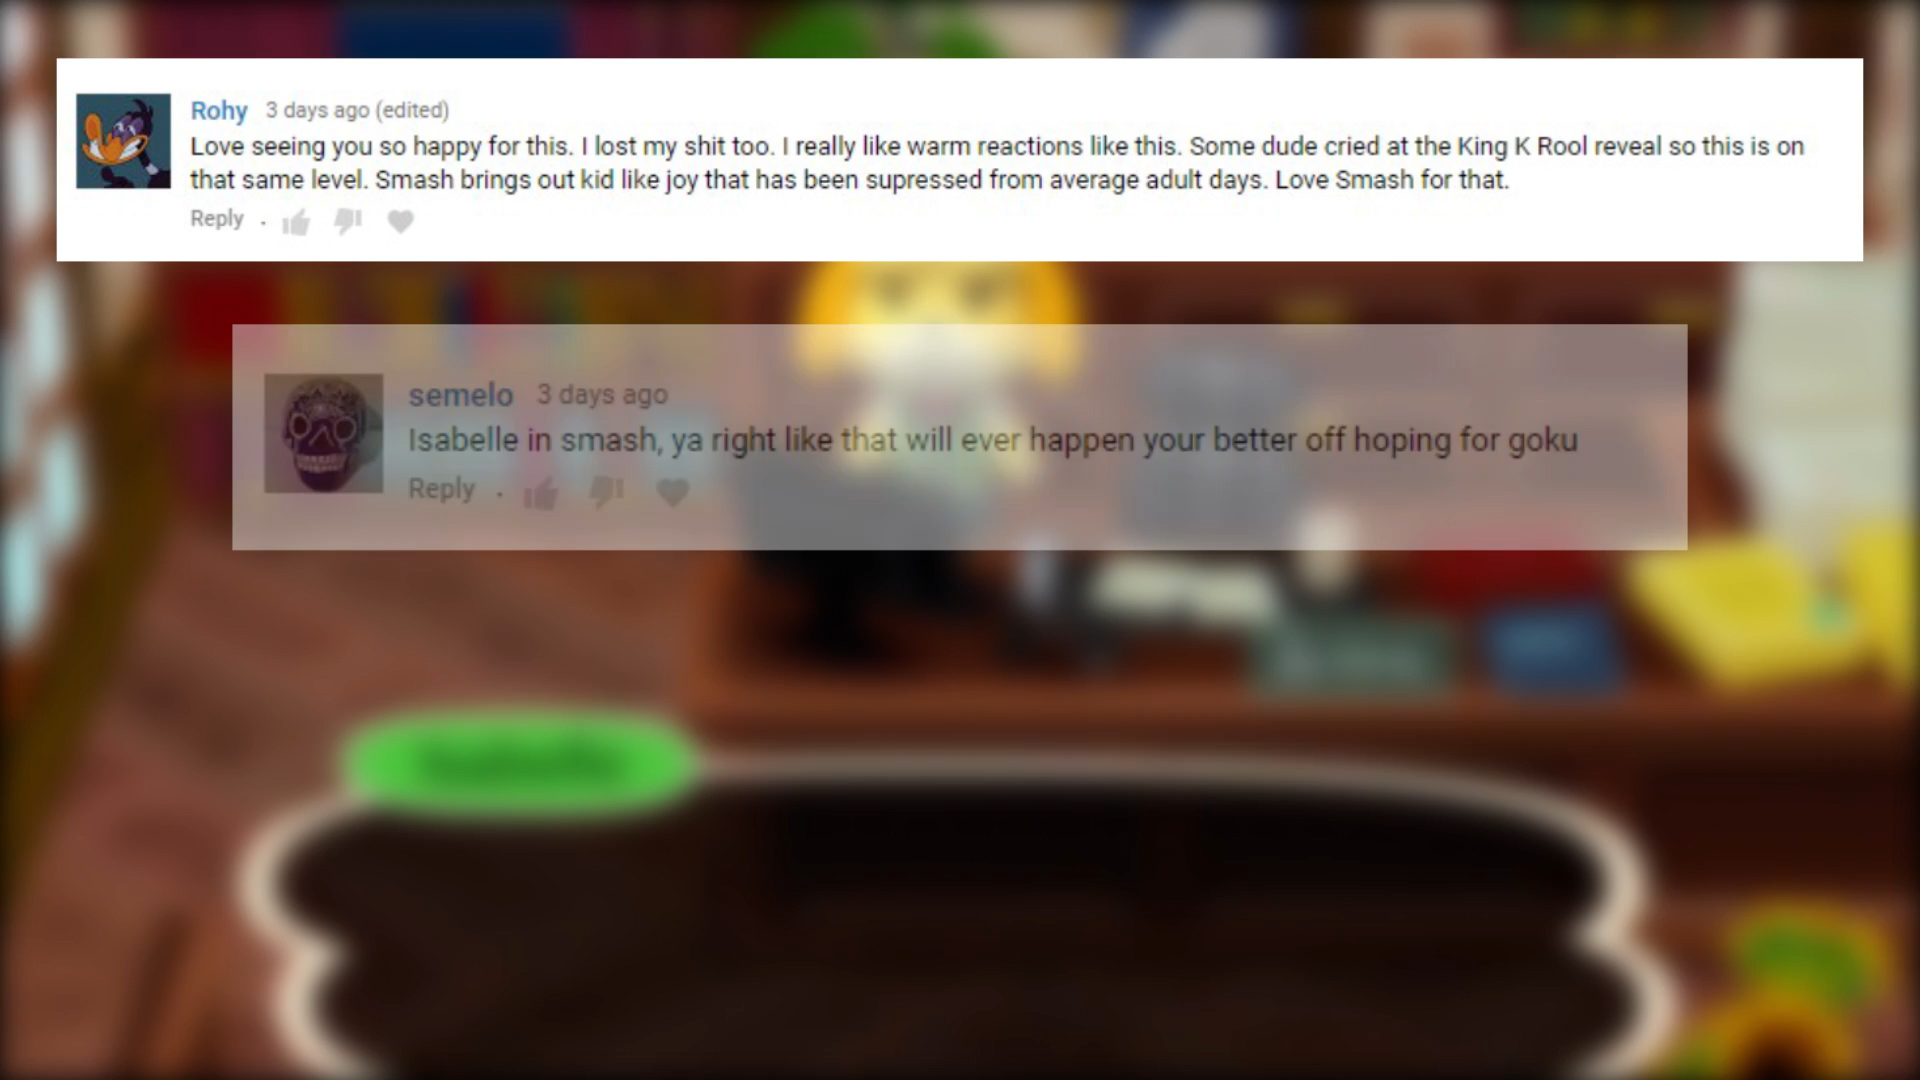 Rohy 3 days ago (edited)
Love seeing you so happy for this. I lost my shit too. I really like warm reactions like this. Some dude cried at the King K Rool reveal so this is on
that same level. Smash brings out kid like joy that has been supressed from average adult days. Love Smash for that.
Reply .
semelo 3 days ago
Isabelle in smash, ya right like that will ever happen your better off hoping for goku
Reply .